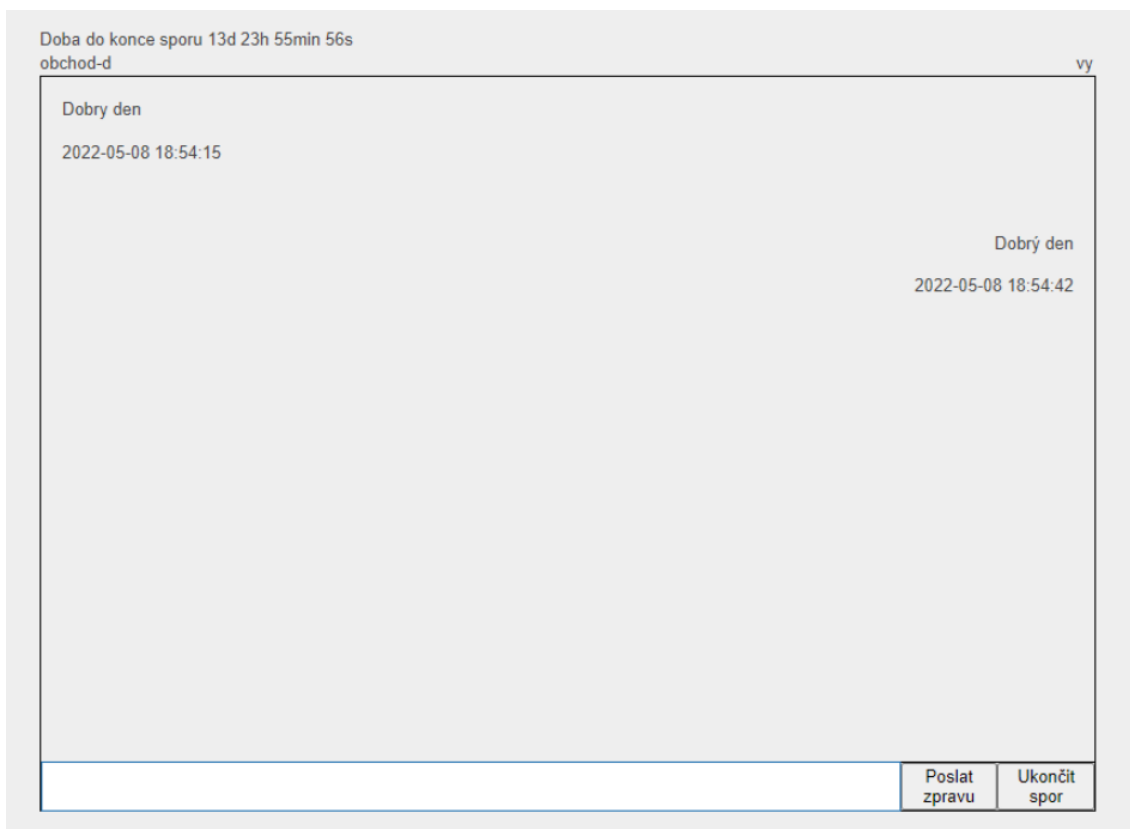 Doba do konce sporu 13d 23h 55min 56s
obchod-d
vy
Dobry den
2022-05-08 18:54:15
Dobrý den
2022-05-08 18:54:42
Poslat
zpravu
Ukončit
spor